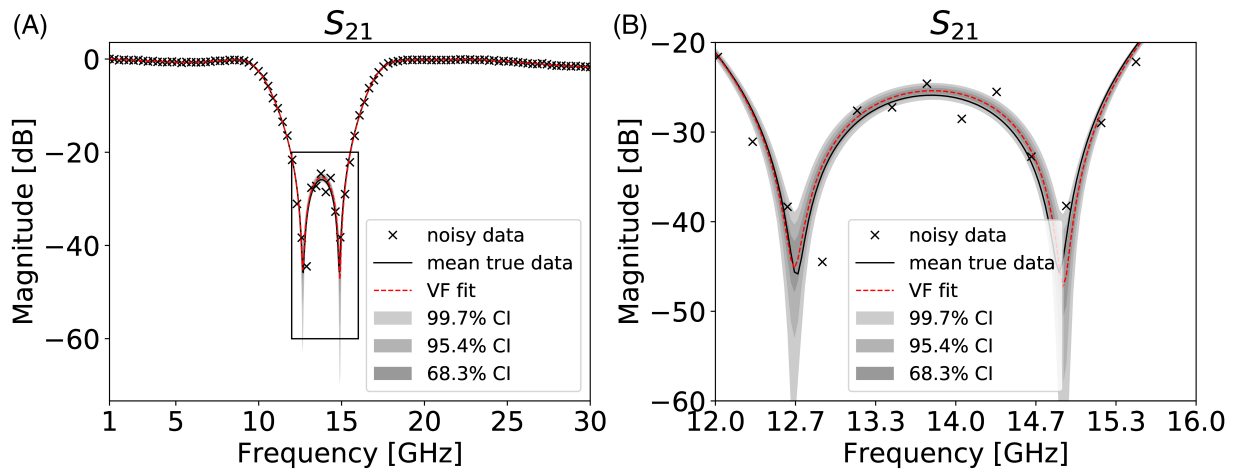 (A)
S21
0
−20
−40
−60
Magnitude [dB]
1
5
10
15
20
25
30
Frequency [GHz]
noisy data
mean true data
VF fit
99.7% CI
95.4% CI
68.3% CI
(B)
S21
−20
−30
−40
−50
−60
Magnitude [dB]
12.0
12.7
13.3
14.0
14.7
15.3
16.0
Frequency [GHz]
noisy data
mean true data
VF fit
99.7% CI
95.4% CI
68.3% CI